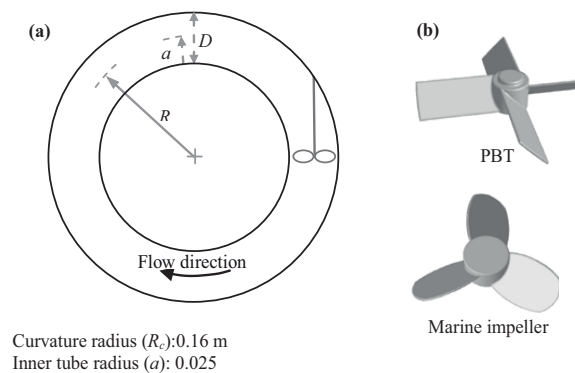 (a)
D
a
R
Flow direction
Curvature radius (Rc):0.16 m
Inner tube radius (a): 0.025
(b)
PBT
Marine impeller